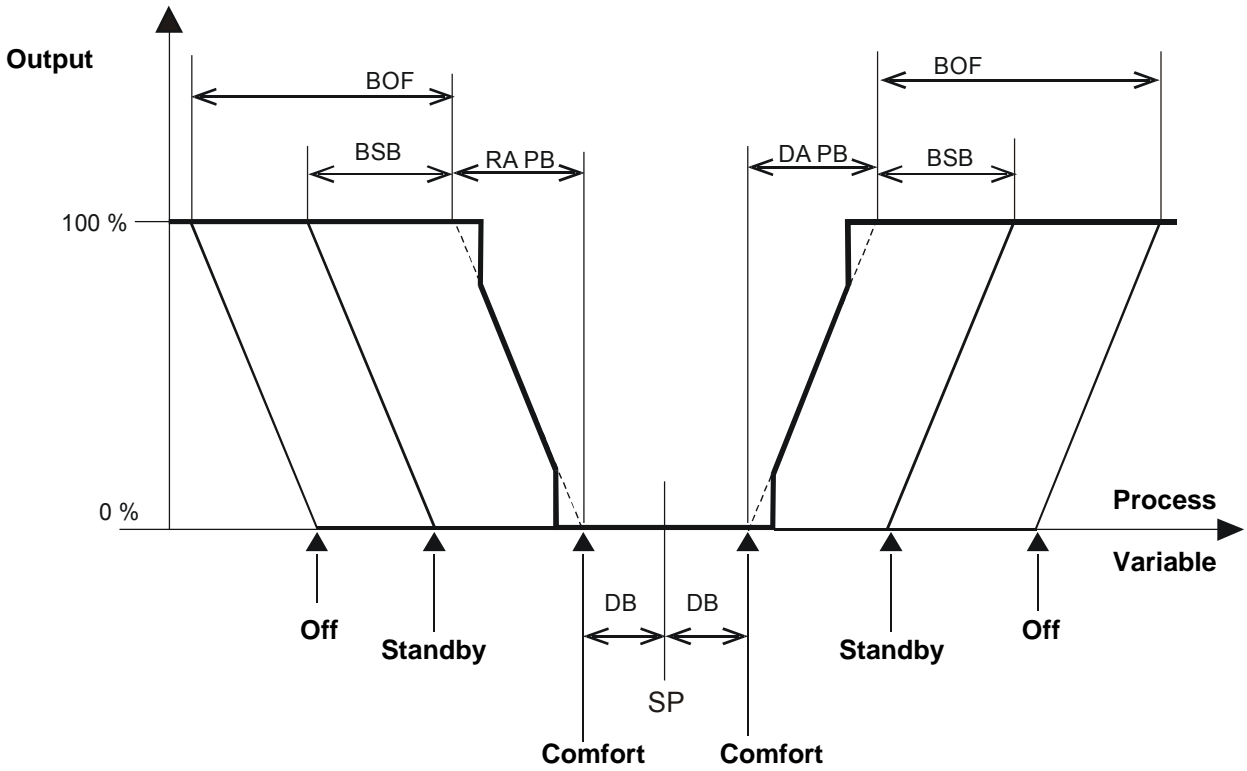 Output
BOF
BOF
BSB
RA PB
DA PB
BSB
100 %
0 %
Process
Variable
DB
DB
Off
Standby
Standby
Off
SP
Comfort
Comfort